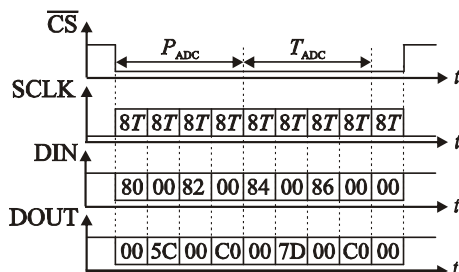 C̅S̅
P_ADC T_ADC
t
SCLK
8T 8T 8T 8T 8T 8T 8T 8T 8T
t
DIN
80 00 82 00 84 00 86 00 00
t
DOUT
00 5C 00 C0 00 7D 00 C0 00
t